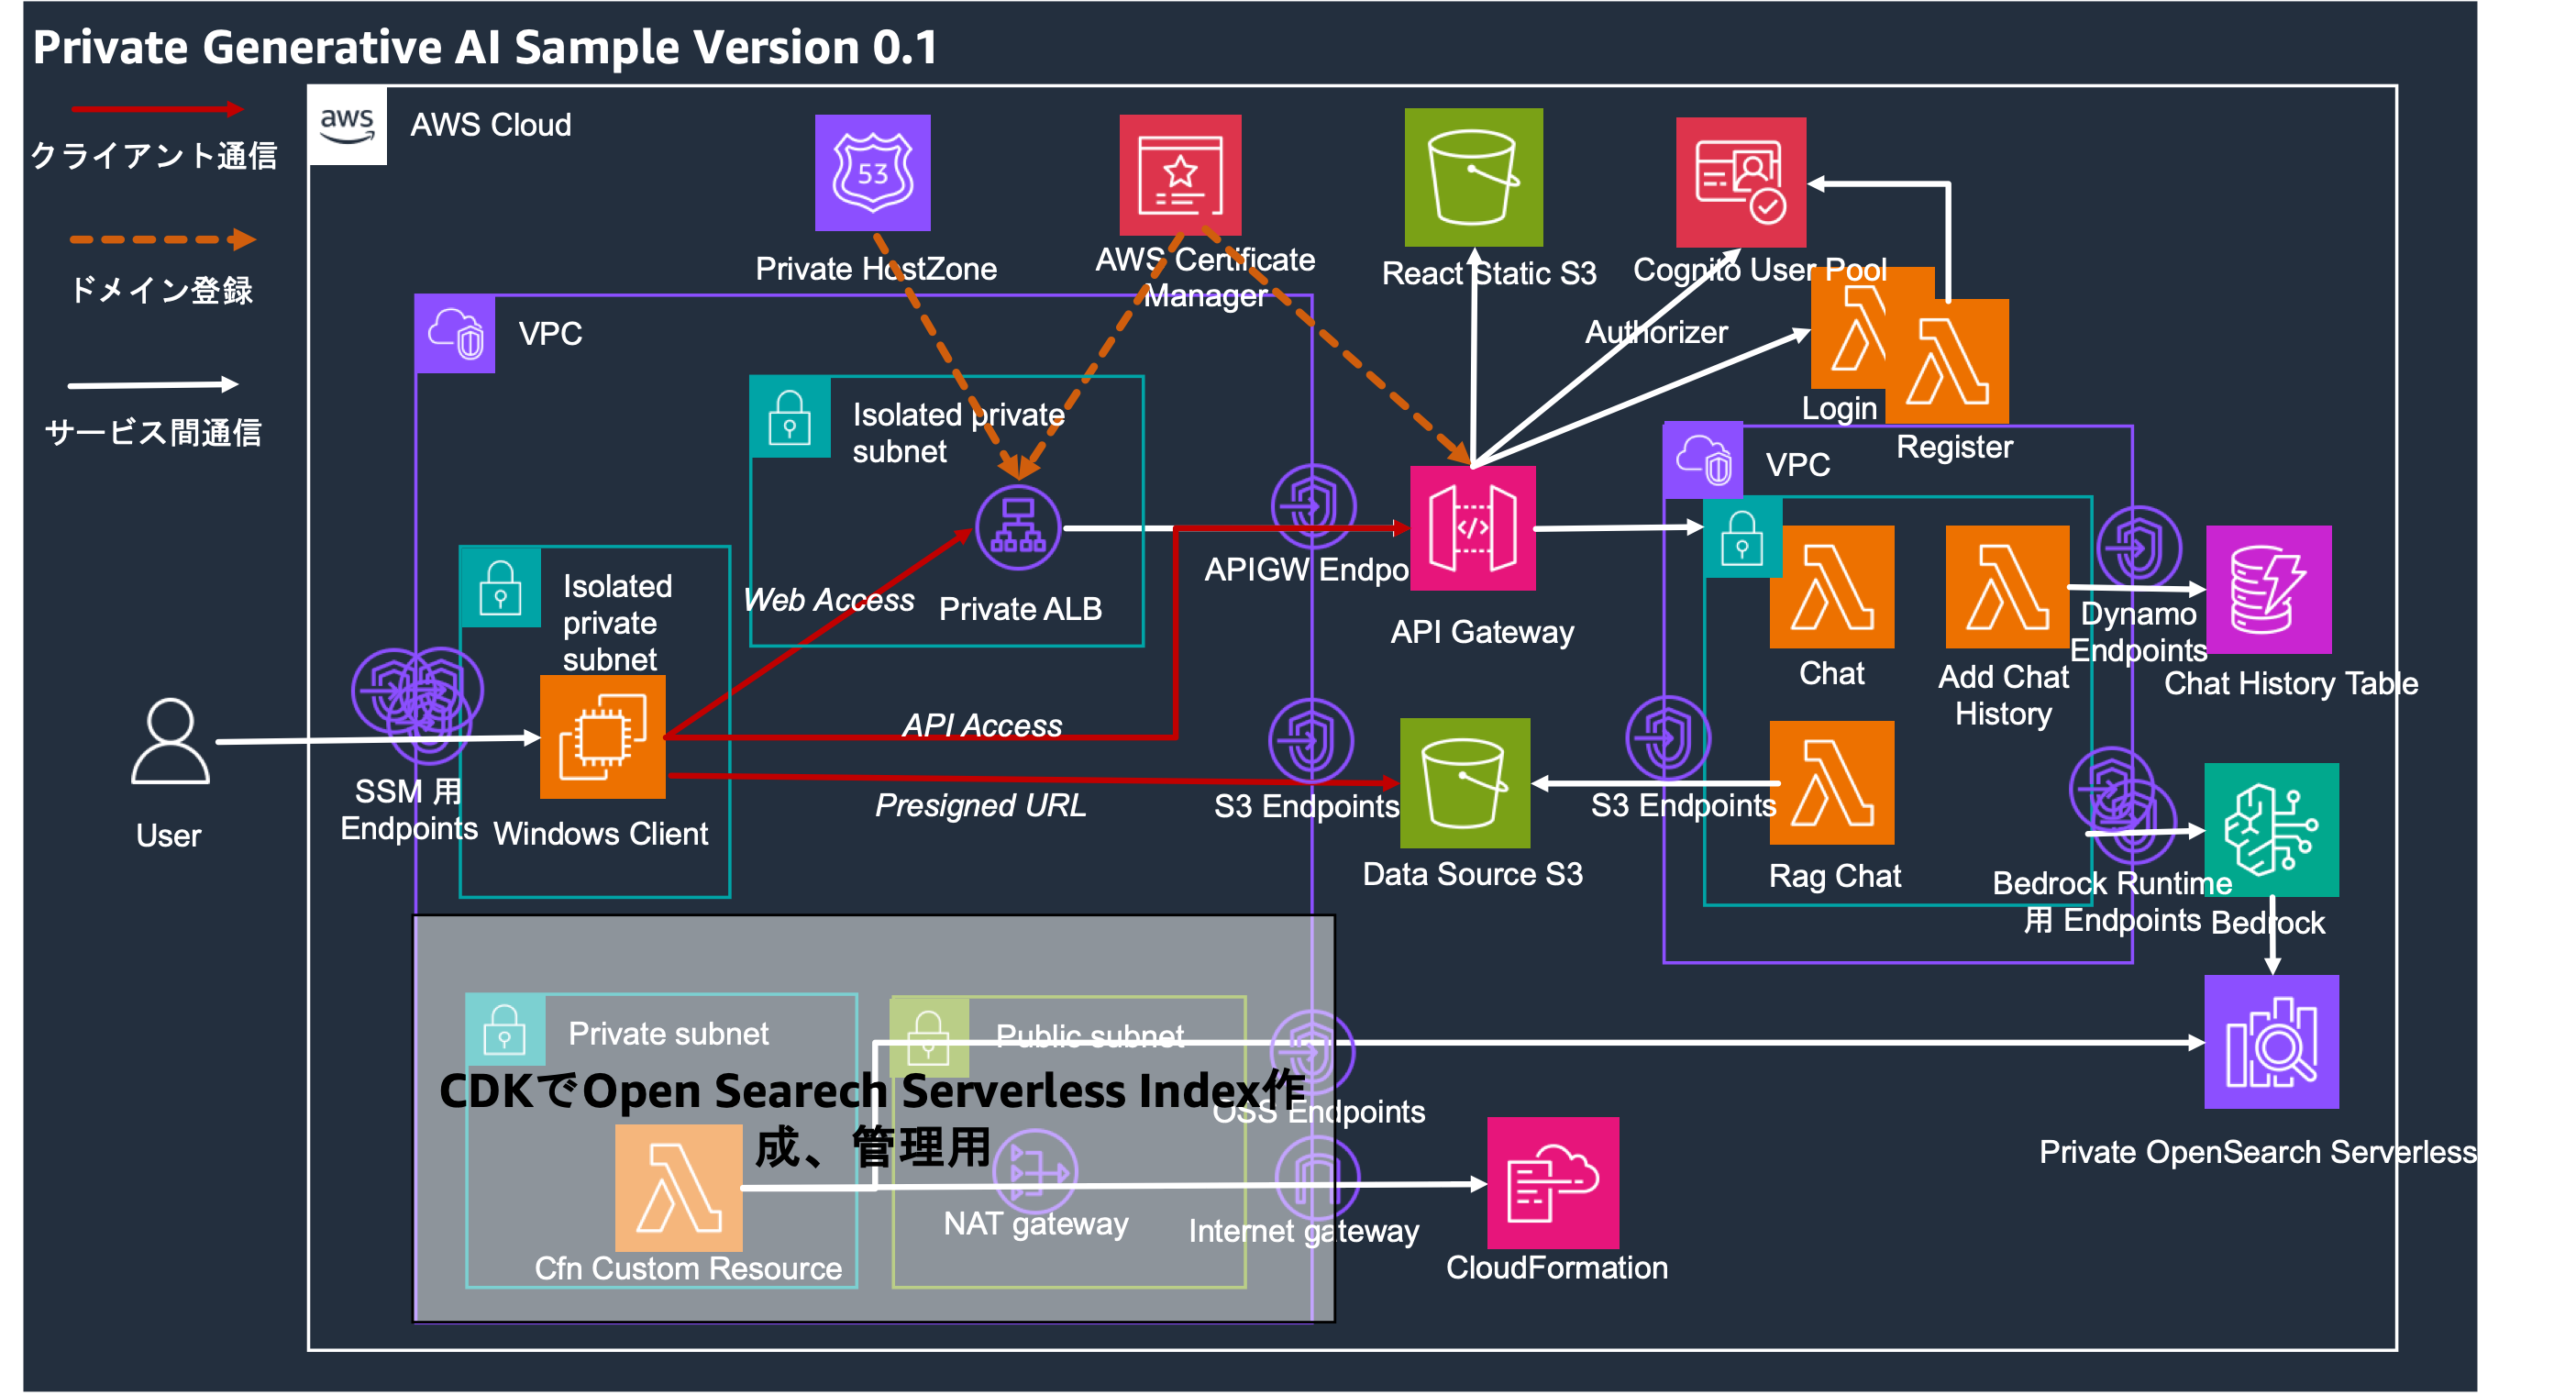 Private Generative AI Sample Version 0.1
クライアント通信
ドメイン登録
サービス間通信
aws
AWS Cloud
53
Private HostZone
AWS Certificate
Manager
React Static S3
Cognito User Pool
Authorizer
Login
Register
VPC
Isolated private
subnet
Private ALB
Isolated
private
subnet
Windows Client
Web Access
API Access
Presigned URL
User
SSM 用
Endpoints
APIGW Endpo
API Gateway
VPC
Chat
Add Chat
History
Dynamo
Endpoints
Chat History Table
S3 Endpoints
Data Source S3
S3 Endpoints
Rag Chat
Bedrock Runtime
用 Endpoints
Bedrock
Private subnet
Public subnet
CDKでOpen Searech Serverless Index作
成、管理用
OSS Endpoints
Cfn Custom Resource
NAT gateway
Internet gateway
CloudFormation
Private OpenSearch Serverless